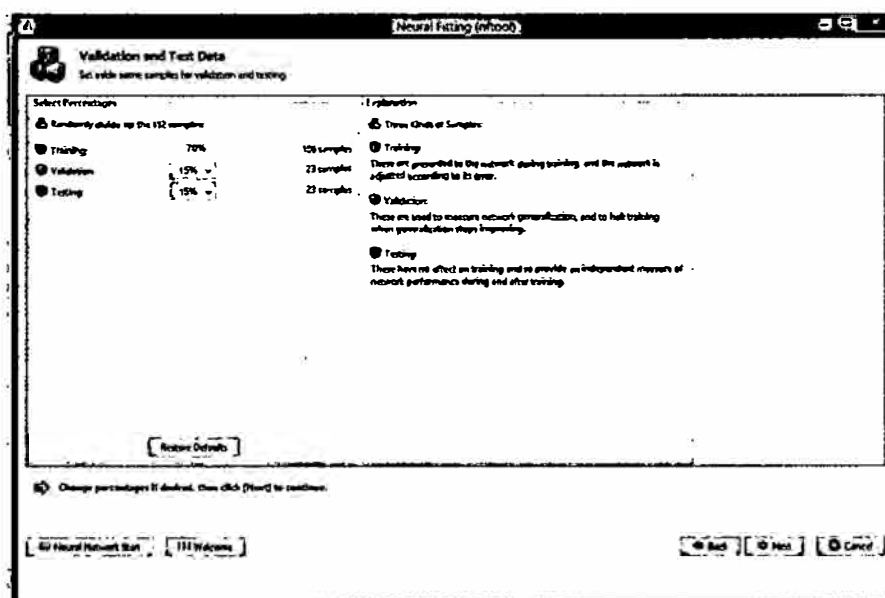 Neural Fitting (nftool)
Validation and Test Data
Set aside some samples for validation and testing.
Select Percentages
Randomly divide up the 152 samples:
Training: 70% 106 samples
Validation: 15% 23 samples
Testing: 15% 23 samples
Restore Defaults
Explanation
Three Kinds of Samples:
Training:
These are presented to the network during training, and the network is
adjusted according to its error.
Validation:
These are used to measure network generalization, and to halt training
when generalization stops improving.
Testing:
These have no effect on training and so provide an independent measure of
network performance during and after training.
Change percentages if desired, then click [Next] to continue.
Neural Network Start
Welcome
Back
Next
Cancel